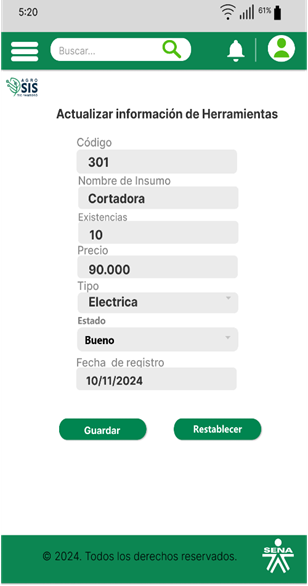 5:20
61%
Buscar...
AGRO
SIS
Actualizar información de Herramientas
Código
301
Nombre de Insumo
Cortadora
Existencias
10
Precio
90.000
Tipo
Electrica
Estado
Bueno
Fecha de registro
10/11/2024
Guardar
Restablecer
© 2024. Todos los derechos reservados.
SENA